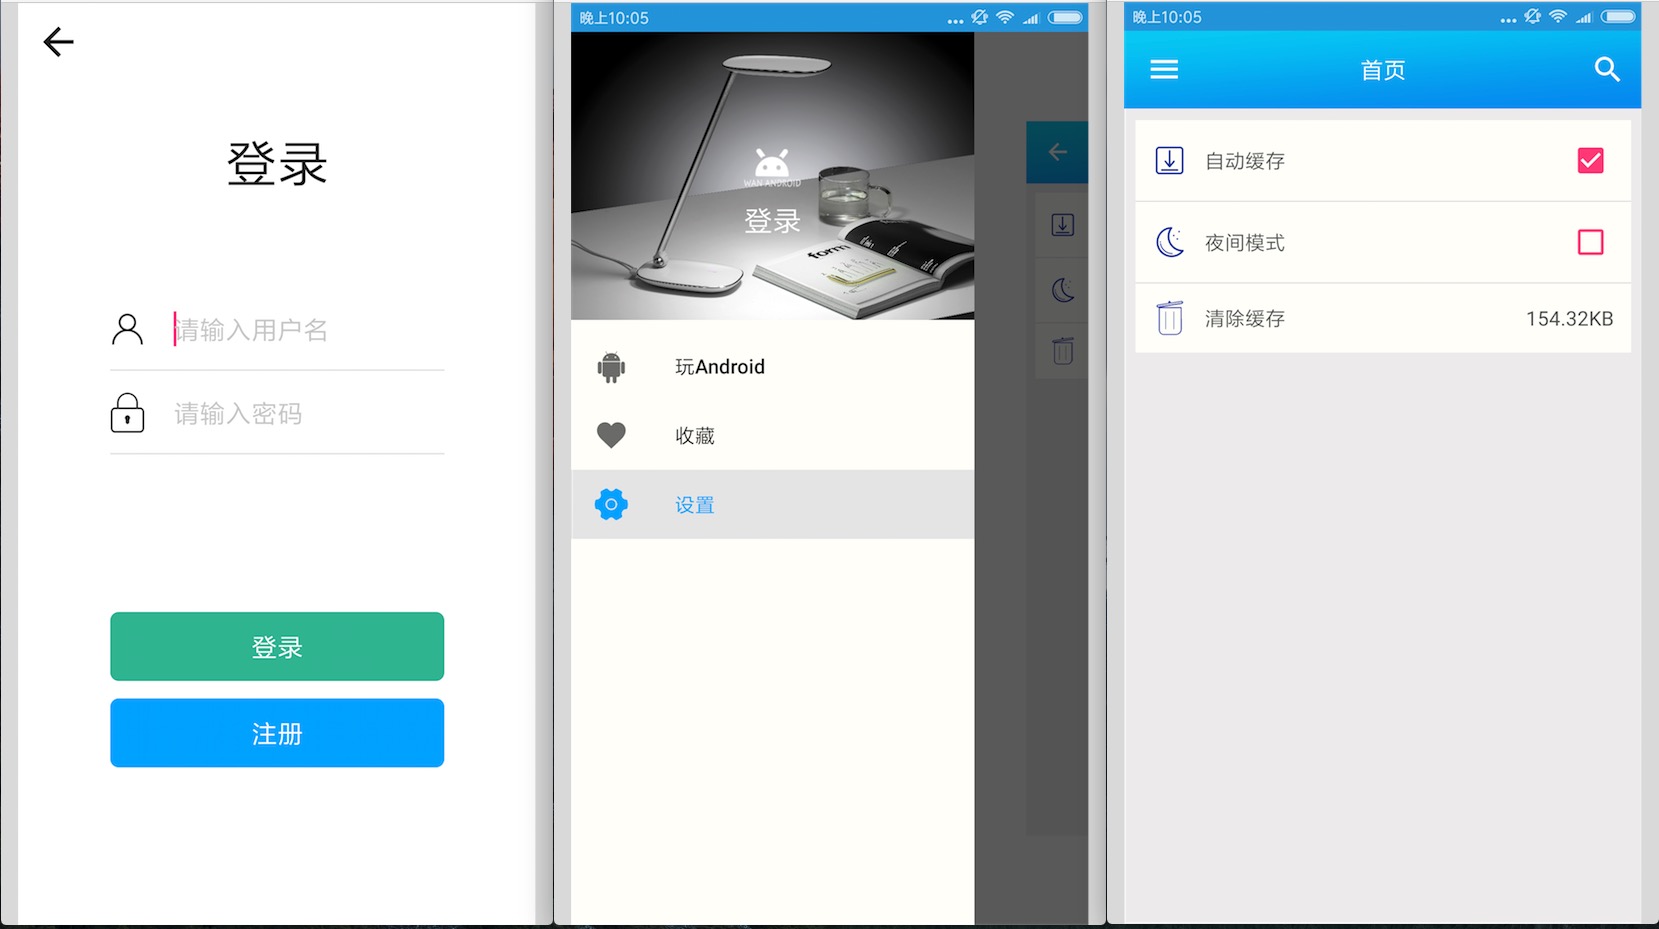 登录
请输入用户名
请输入密码
登录
注册
晚上10:05
WAN ANDROID
登录
form
玩Android
收藏
设置
晚上10:05
首页
自动缓存
夜间模式
清除缓存
154.32KB